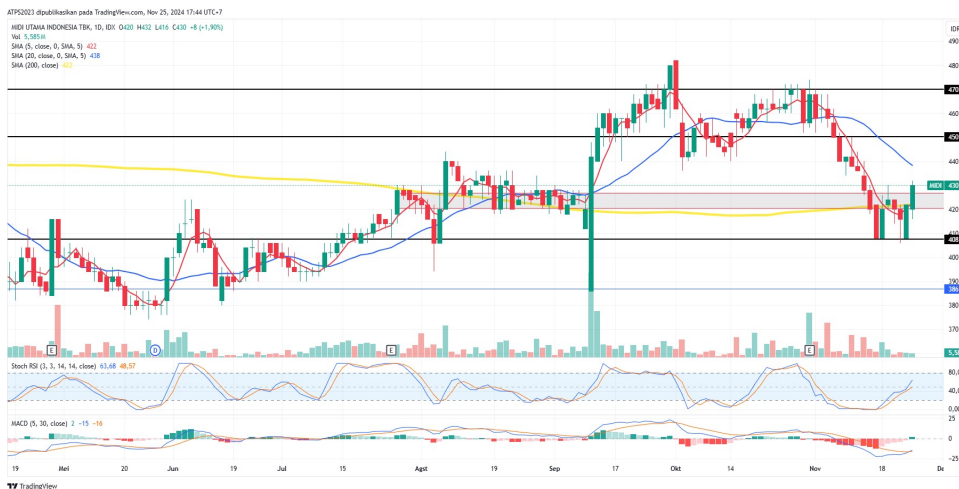 ATPS2023 dipublikasikan pada TradingView.com, Nov 25, 2024 17:44 UTC+7
MIDI UTAMA INDONESIA TBK, 1D, IDX O420 H432 L416 C430 +8 (+1,90%)
Vol 5,585M
SMA (5, close, 0, SMA, 5) 422
SMA (20, close, 0, SMA, 5) 438
SMA (200, close) 422
IDR
490
480
470
460
450
440
MIDI 430
420
410
408
400
390
386
380
370
E D E E
5,5
Stoch RSI (3, 3, 14, 14, close) 63,68 48,57
80,
40,
0,00
MACD (5, 30, close) 2 −15 −16
25
0
−25
19 Mei 20 Jun 19 Jul 15 Agt 19 Sep 17 Okt 14 Nov 18 De
TradingView